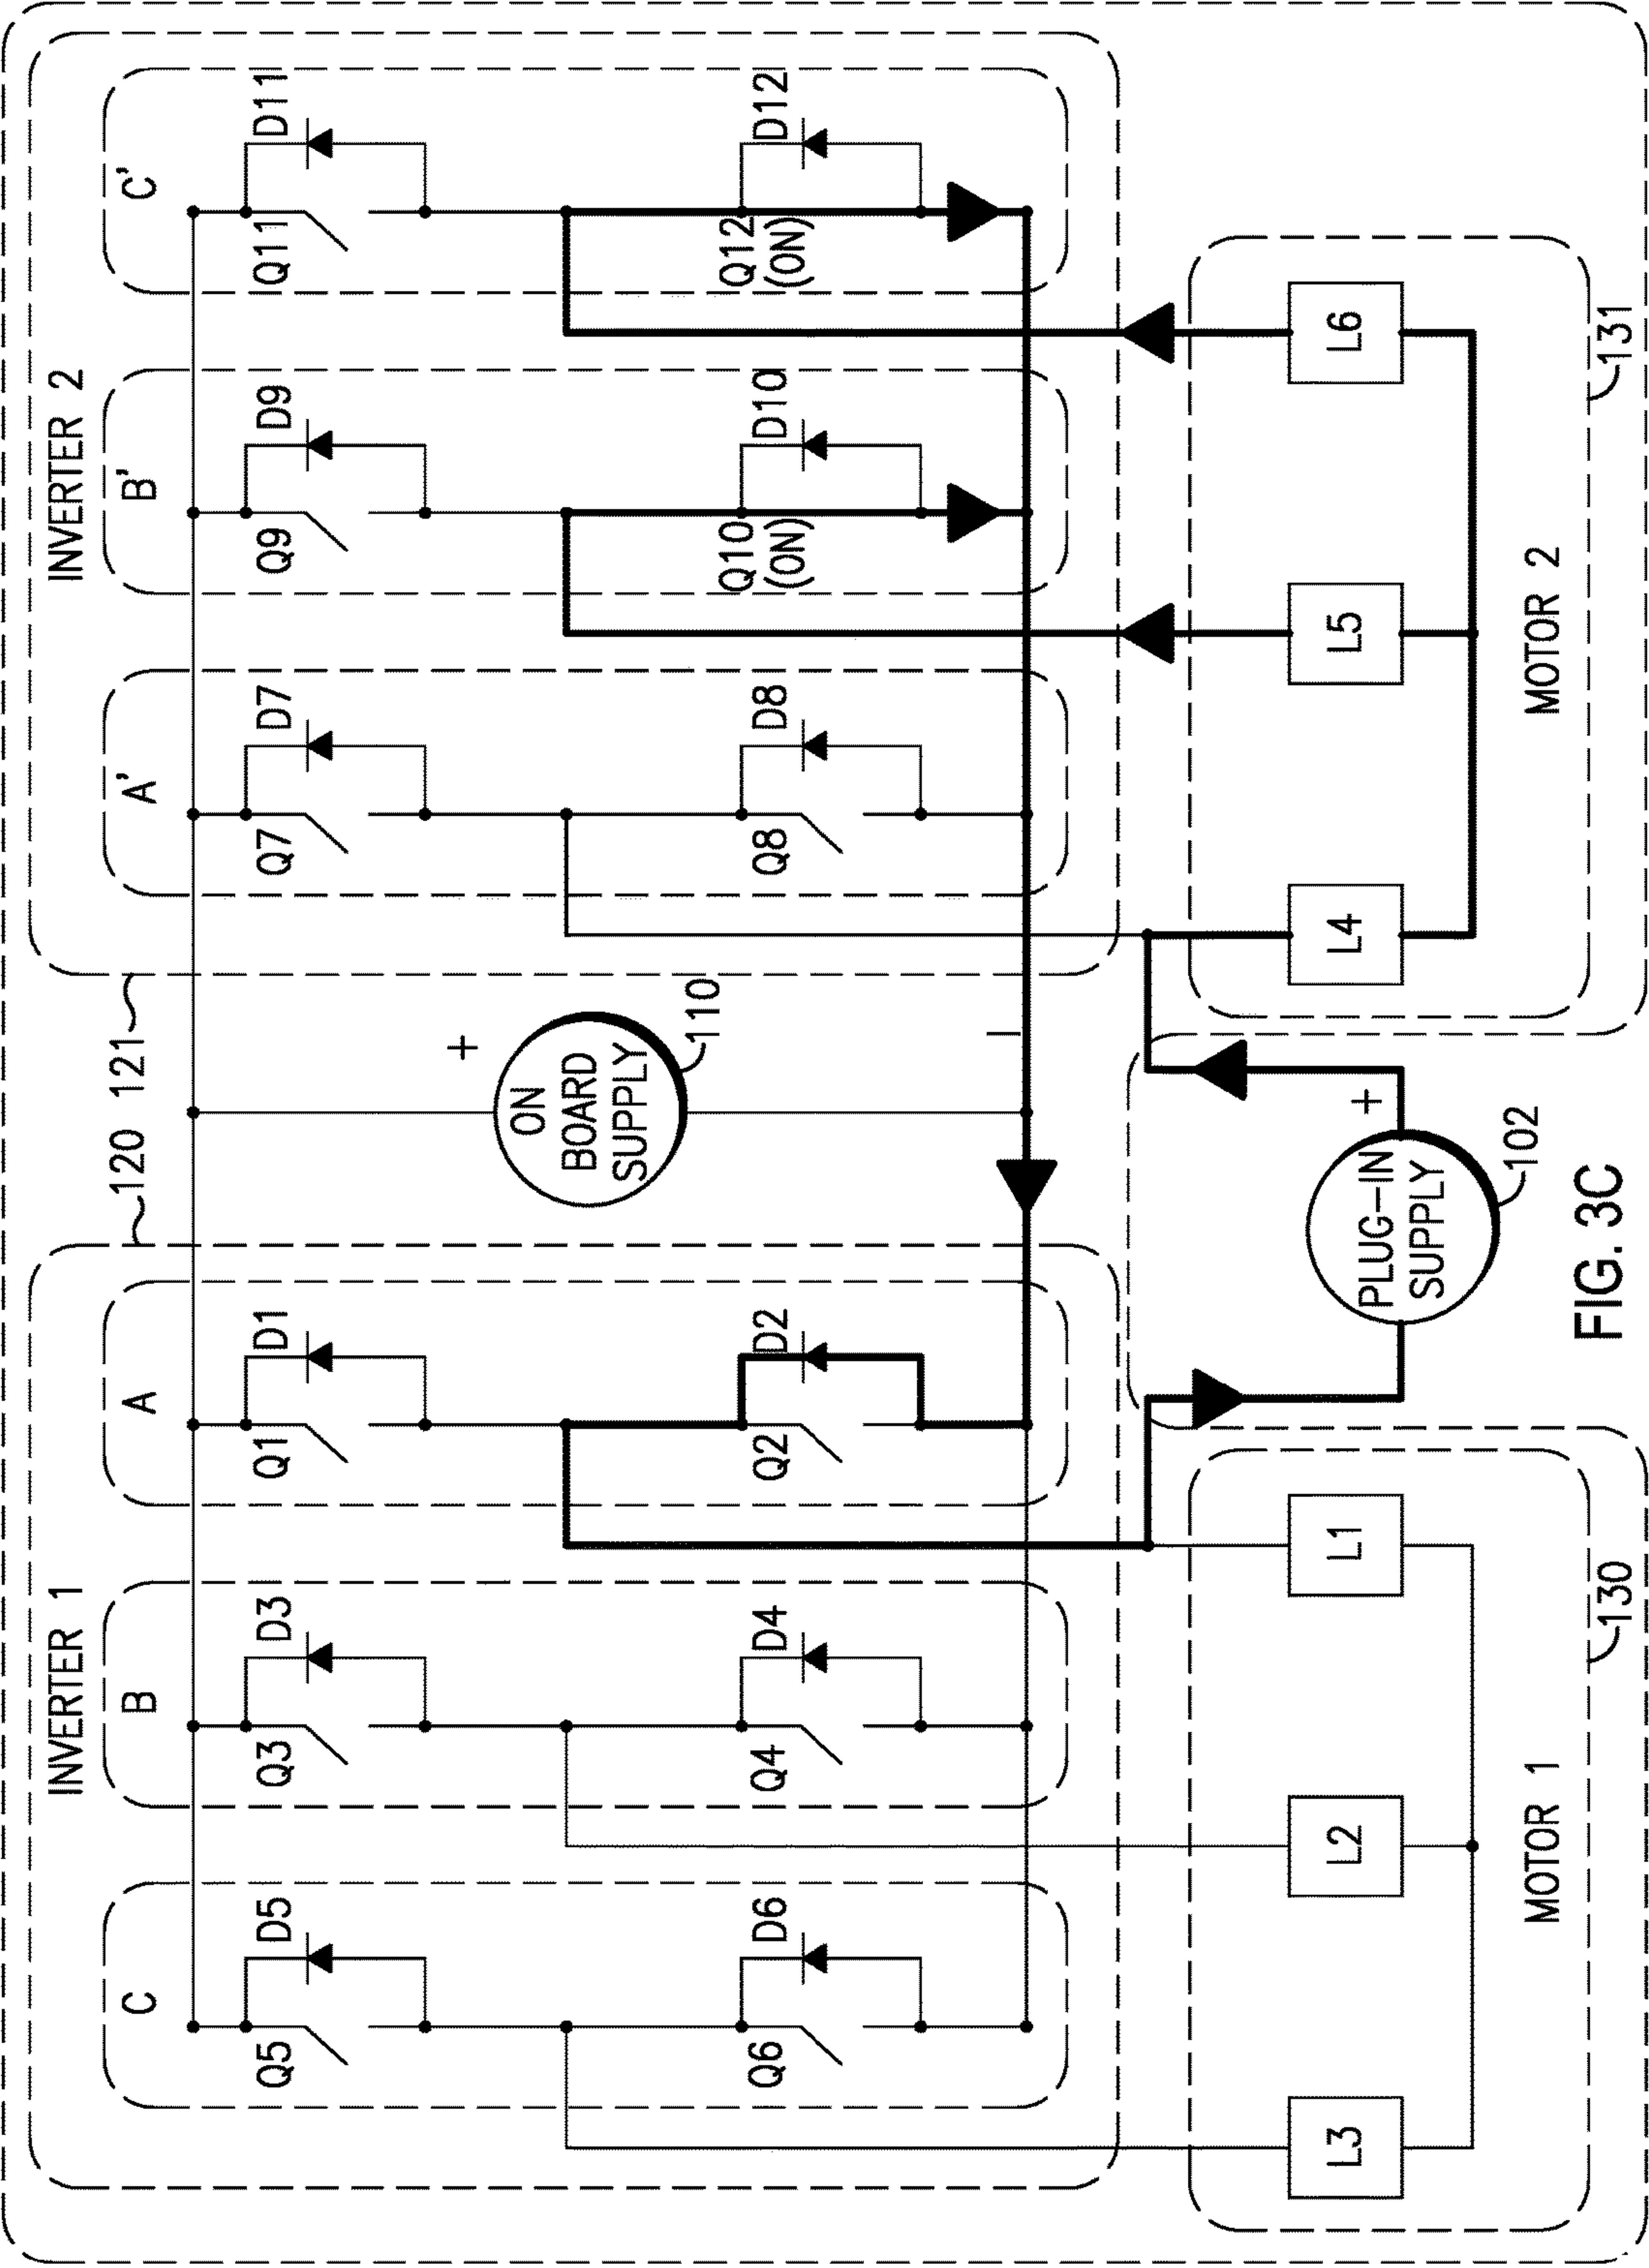 INVERTER 1
INVERTER 2
120
121
C
B
A
A'
B'
C'
Q5
D5
Q3
D3
Q1
D1
Q7
D7
Q9
D9
Q11
D11
+
ON
BOARD
SUPPLY
110
Q6
D6
Q4
D4
Q2
D2
Q8
D8
Q10
(ON)
D10
Q12
(ON)
D12
−
L3
L2
L1
+
PLUG-IN
SUPPLY
102
L4
L5
L6
MOTOR 1
130
MOTOR 2
131
FIG. 3C